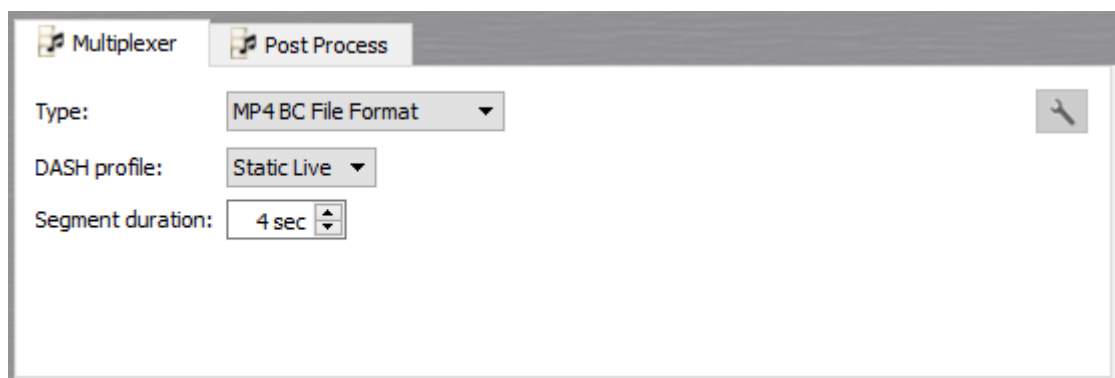 Multiplexer Post Process
Type: MP4 BC File Format
DASH profile: Static Live
Segment duration: 4 sec